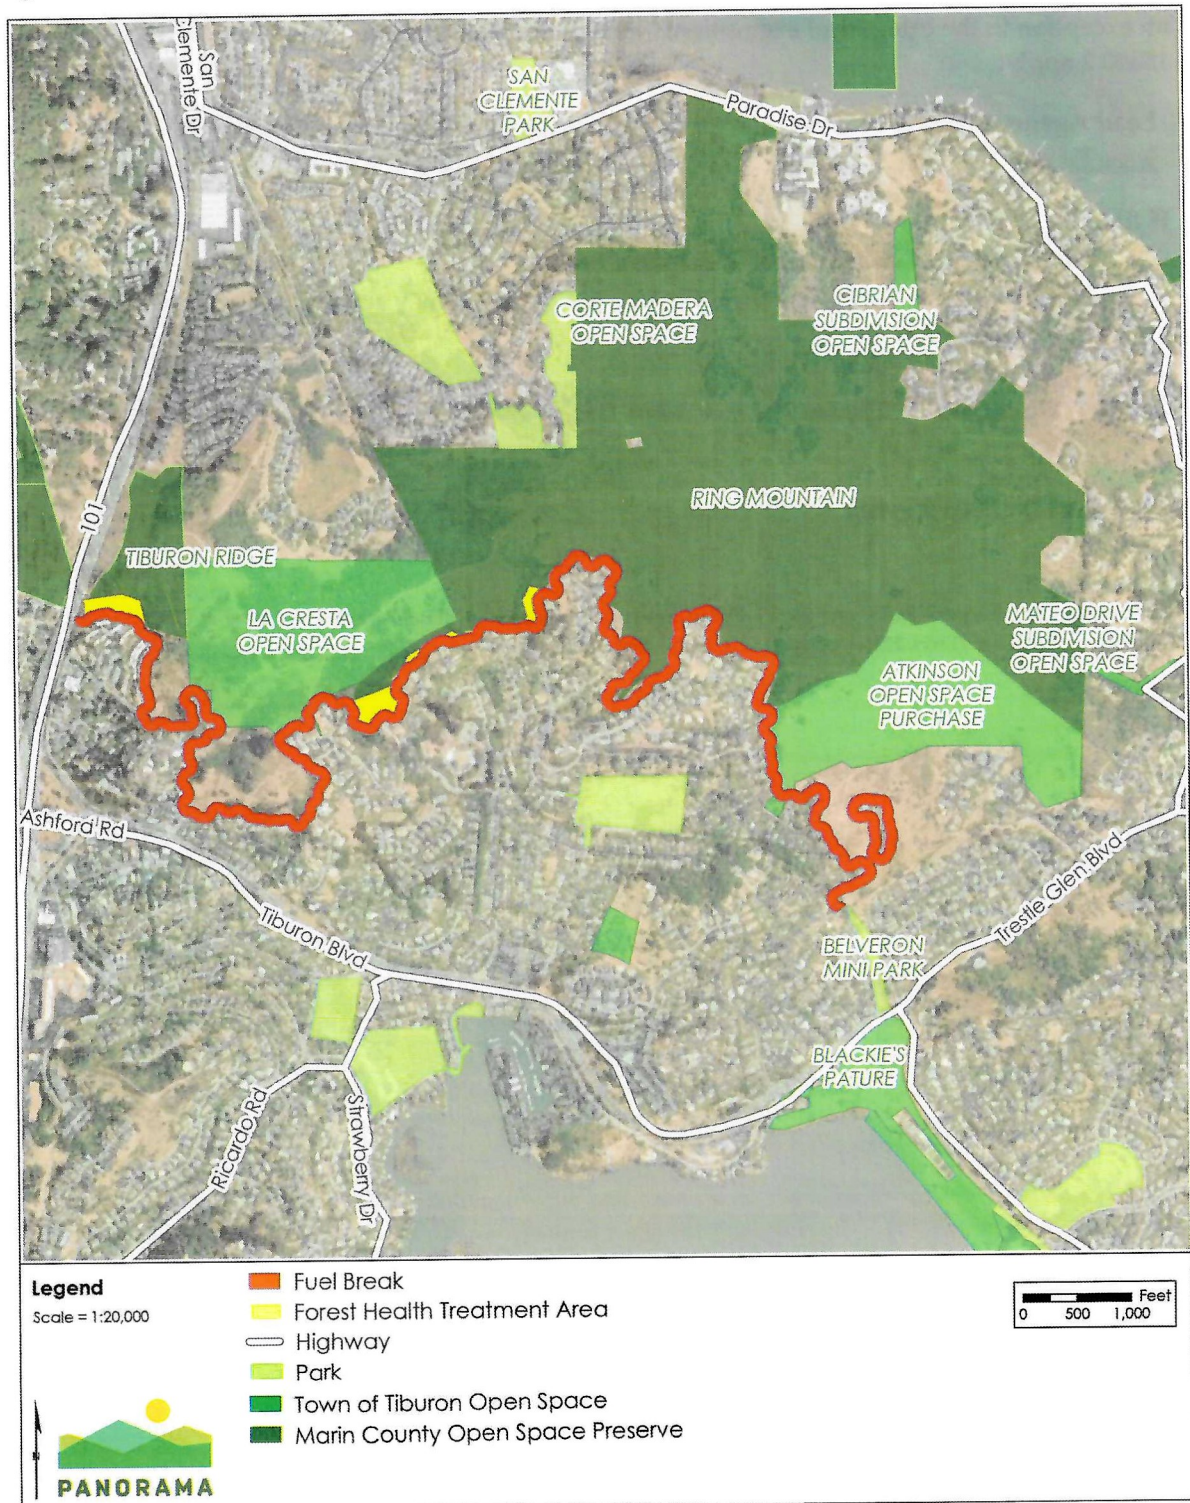 San
Clemente Dr
SAN
CLEMENTE
PARK
Paradise Dr
CORTE MADERA
OPEN SPACE
CIBRIAN
SUBDIVISION
OPEN SPACE
RING MOUNTAIN
101
TIBURON RIDGE
LA CRESTA
OPEN SPACE
MATEO DRIVE
SUBDIVISION
OPEN SPACE
ATKINSON
OPEN SPACE
PURCHASE
Ashford Rd
Tiburon Blvd
Trestle Glen Blvd
BELVERON
MINI PARK
BLACKIE'S
PATURE
Ricardo Rd
Strawberry Dr
Legend
Scale = 1:20,000
Fuel Break
Forest Health Treatment Area
Highway
Park
Town of Tiburon Open Space
Marin County Open Space Preserve
Feet
0 500 1,000
N
PANORAMA